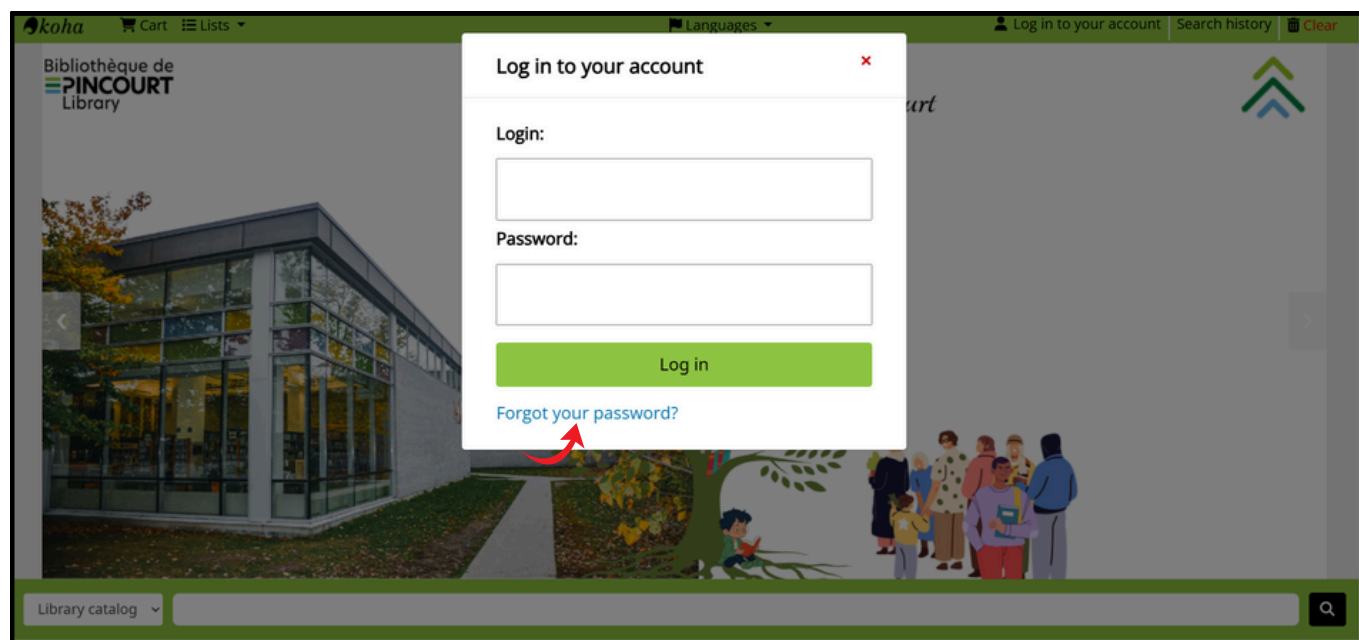 koha Cart Lists Languages Log in to your account Search history Clear
Bibliothèque de
PINCOURT
Library
Log in to your account
urt
Login:
Password:
Log in
Forgot your password?
Library catalog